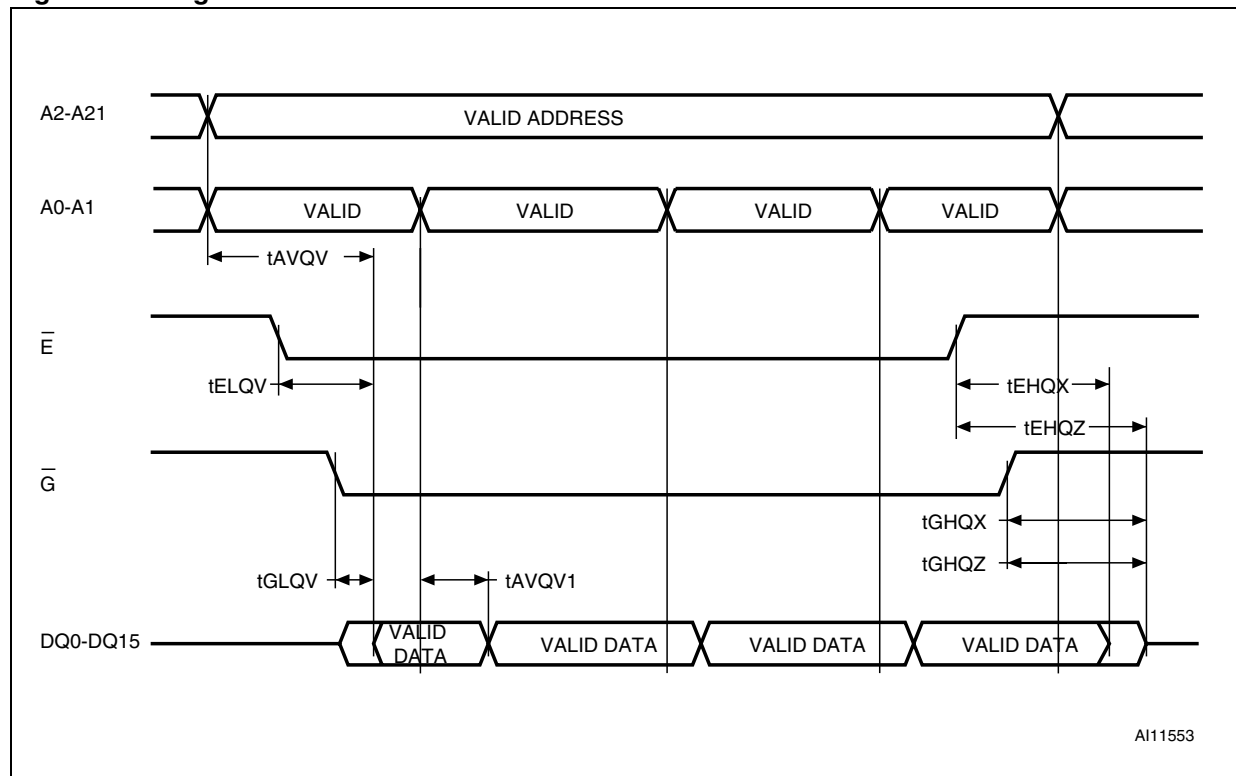 A2-A21
VALID ADDRESS
A0-A1
VALID
VALID
VALID
VALID
tAVQV
E̅
tELQV
tEHQX
tEHQZ
G̅
tGHQX
tGHQZ
tGLQV
tAVQV1
DQ0-DQ15
VALID
DATA
VALID DATA
VALID DATA
VALID DATA
AI11553